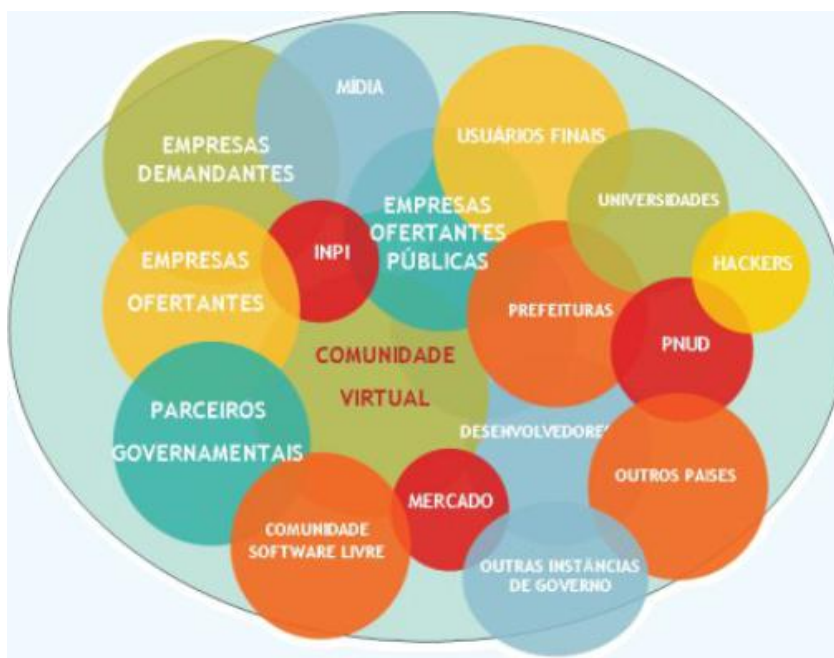 MÍDIA
EMPRESAS
DEMANDANTES
USUÁRIOS FINAIS
UNIVERSIDADES
EMPRESAS
OFERTANTES
PÚBLICAS
INPI
HACKERS
EMPRESAS
OFERTANTES
PREFEITURAS
PNUD
COMUNIDADE
VIRTUAL
PARCEIROS
GOVERNAMENTAIS
DESENVOLVEDORES
OUTROS PAISES
MERCADO
COMUNIDADE
SOFTWARE LIVRE
OUTRAS INSTÂNCIAS
DE GOVERNO